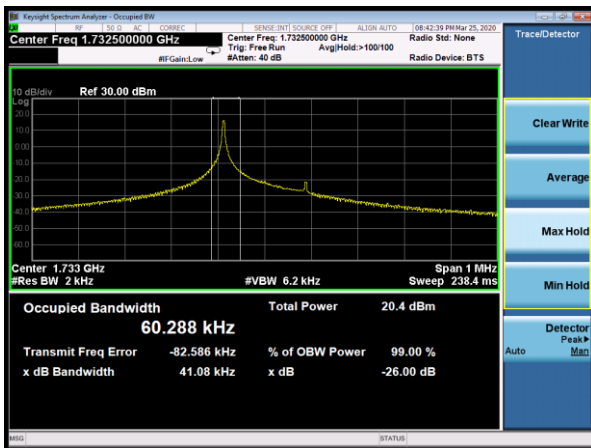 Keysight Spectrum Analyzer - Occupied BW
RF 50 Ω AC CORREC SENSE:INT SOURCE OFF ALIGN AUTO 08:42:39 PM Mar 25, 2020
Center Freq 1.732500000 GHz
Center Freq: 1.732500000 GHz Radio Std: None
Trig: Free Run Avg|Hold:>100/100
#IFGain:Low #Atten: 40 dB Radio Device: BTS
Trace/Detector
10 dB/div Ref 30.00 dBm
Log
20.0
10.0
0.00
-10.0
-20.0
-30.0
-40.0
-50.0
-60.0
Center 1.733 GHz Span 1 MHz
#Res BW 2 kHz #VBW 6.2 kHz Sweep 238.4 ms
Occupied Bandwidth Total Power 20.4 dBm
60.288 kHz
Transmit Freq Error -82.586 kHz % of OBW Power 99.00 %
x dB Bandwidth 41.08 kHz x dB -26.00 dB
Clear Write
Average
Max Hold
Min Hold
Detector
Peak▶
Auto Man
MSG STATUS